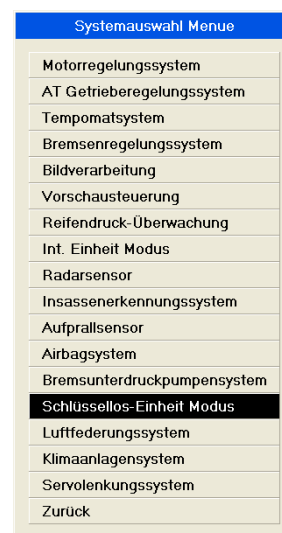 Systemauswahl Menue
Motorregelungssystem
AT Getrieberegelungssystem
Tempomatsystem
Bremsenregelungssystem
Bildverarbeitung
Vorschausteuerung
Reifendruck-Überwachung
Int. Einheit Modus
Radarsensor
Insassenerkennungssystem
Aufprallsensor
Airbagsystem
Bremsunterdruckpumpensystem
Schlüssellos-Einheit Modus
Luftfederungssystem
Klimaanlagensystem
Servolenkungssystem
Zurück